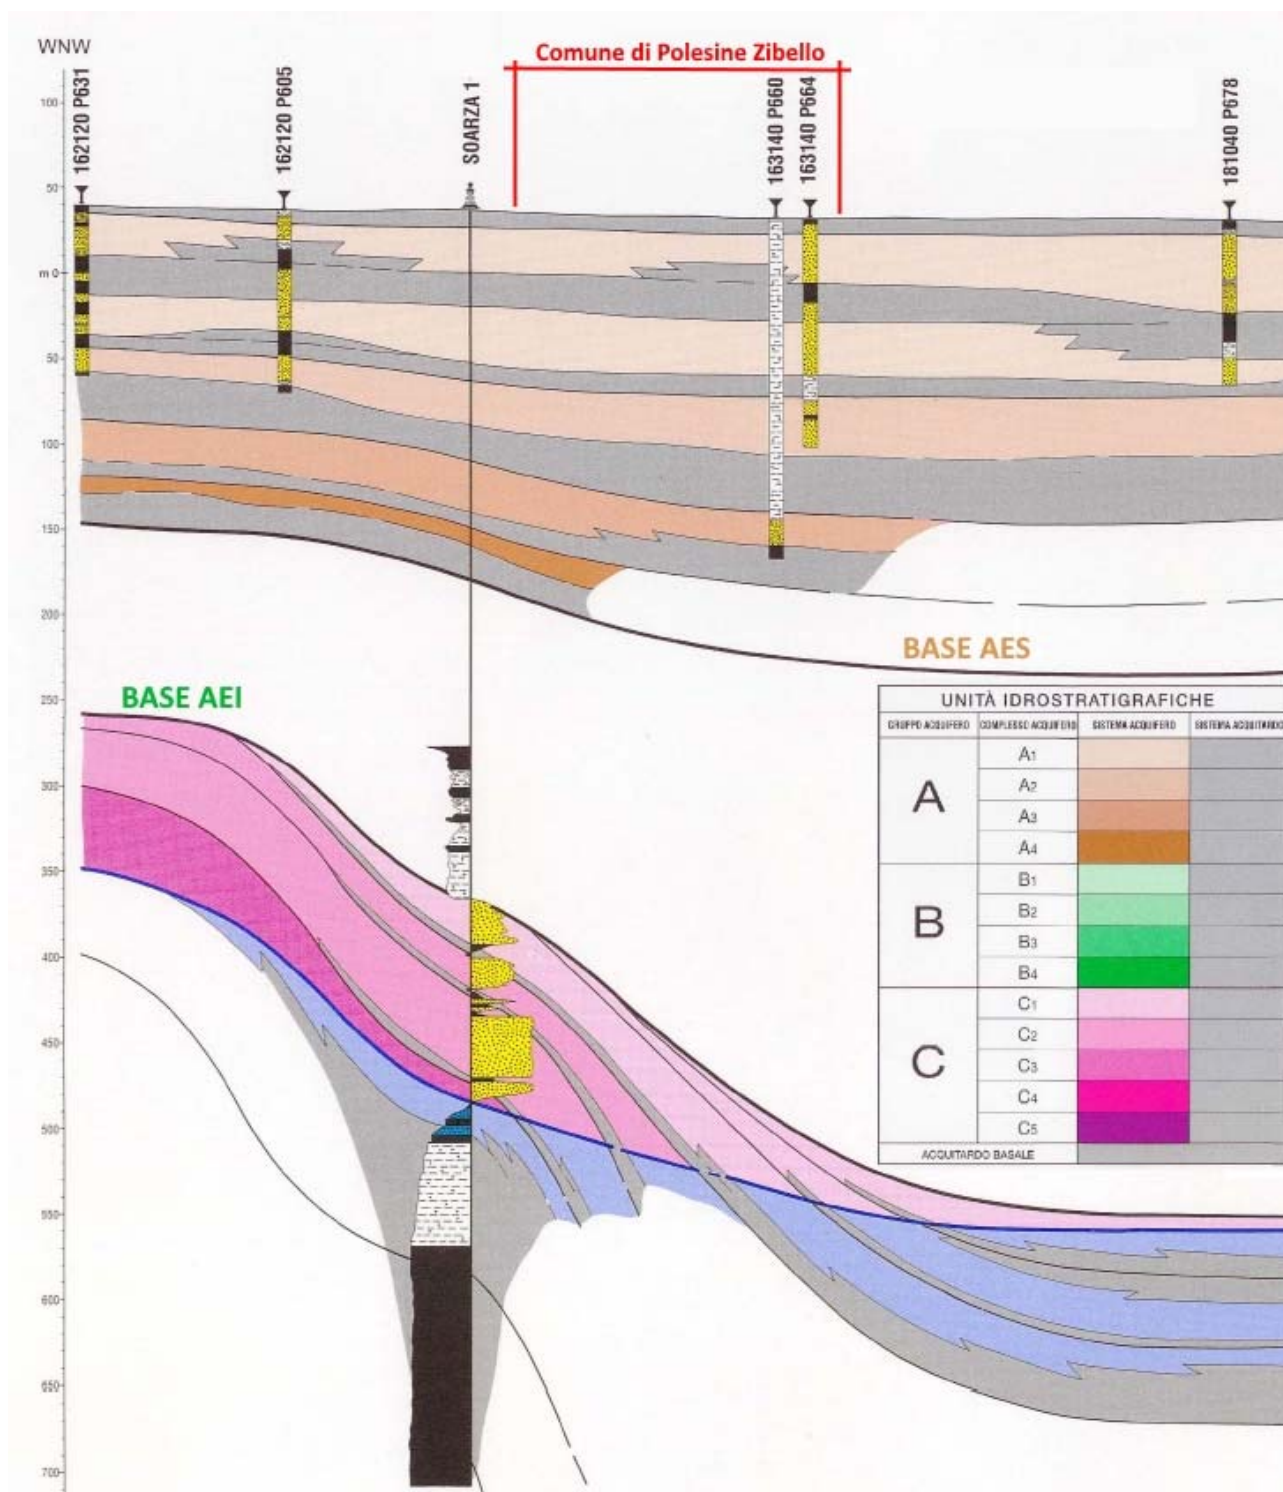 WNW
Comune di Polesine Zibello
162120 P631
162120 P605
SOARZA 1
163140 P660
163140 P664
181040 P678
100
50
m 0
50
100
150
200
250
300
350
400
450
500
550
600
650
700
BASE AES
BASE AEI
UNITÀ IDROSTRATIGRAFICHE
GRUPPO ACQUIFERO COMPLESSO ACQUIFERO SISTEMA ACQUIFERO SISTEMA ACQUITARDO
A
A1
A2
A3
A4
B
B1
B2
B3
B4
C
C1
C2
C3
C4
C5
ACQUITARDO BASALE